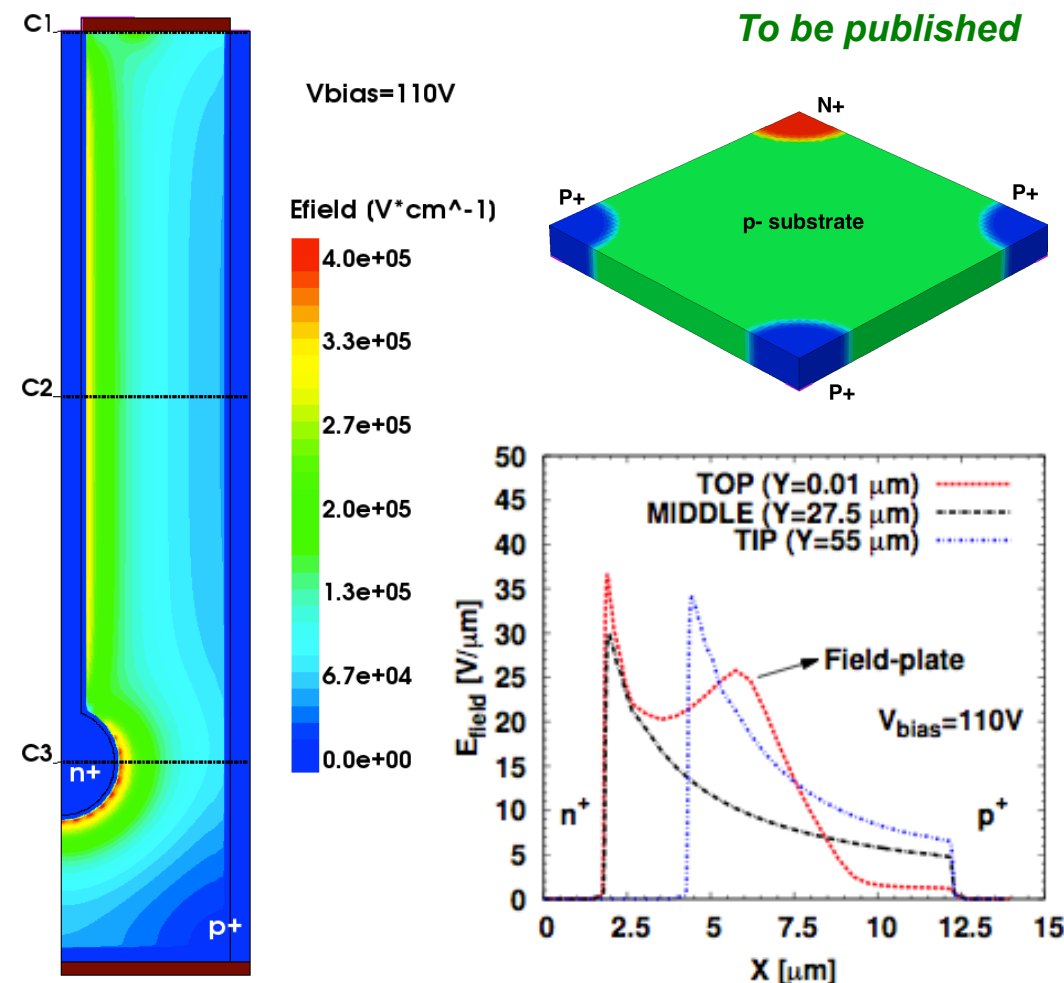 To be published
C1
Vbias=110V
Efield (V*cm^-1)
4.0e+05
3.3e+05
2.7e+05
2.0e+05
1.3e+05
6.7e+04
0.0e+00
C2
C3
n+
p+
N+
P+
P+
p- substrate
P+
50
45
40
35
30
25
20
15
10
5
0
E_field [V/μm]
TOP (Y=0.01 μm)
MIDDLE (Y=27.5 μm)
TIP (Y=55 μm)
Field-plate
V_bias=110V
n⁺
p⁺
0 2.5 5 7.5 10 12.5 15
X [μm]